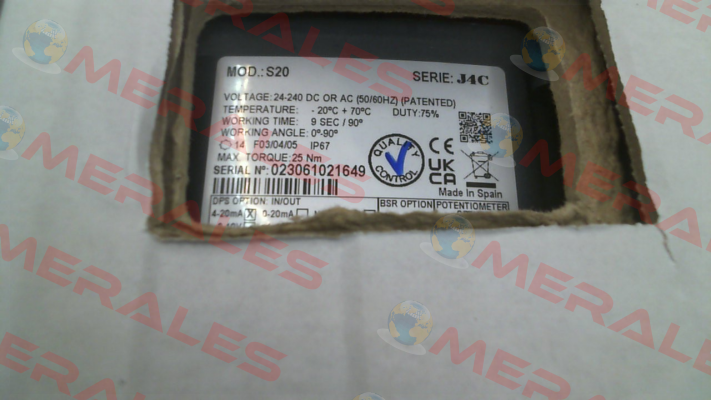 MOD.: S20 SERIE: J4C
VOLTAGE: 24-240 DC OR AC (50/60HZ) (PATENTED)
TEMPERATURE: - 20ºC + 70ºC DUTY: 75%
WORKING TIME: 9 SEC / 90º
WORKING ANGLE: 0º-90º
14 F03/04/05 IP67
MAX. TORQUE: 25 Nm
SERIAL Nº: 023061021649
QUALITY CONTROL
CE
UK CA
Made In Spain
DPS OPTION: IN/OUT BSR OPTION POTENTIOMETER
4-20mA X 0-20mA
MERALES
MERALES
MERALES
MERALES
MERALES